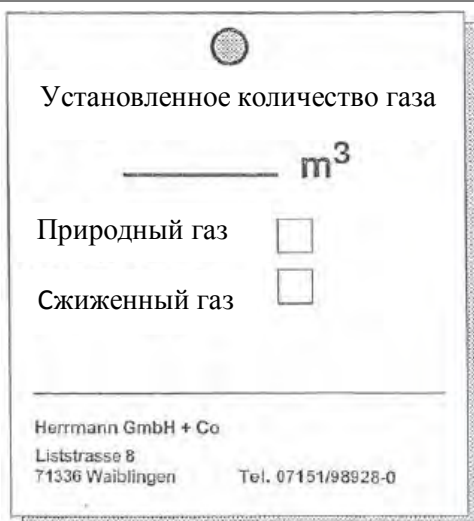 Установленное количество газа
________ m³
Природный газ
Сжиженный газ
Herrmann GmbH + Co
Liststrasse 8
71336 Waiblingen Tel. 07151/98928-0